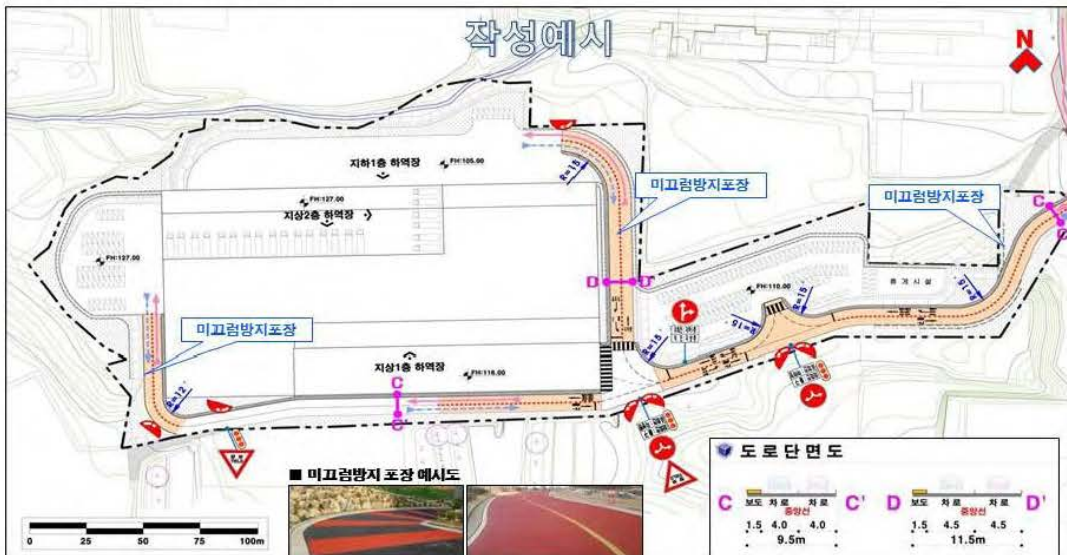 작성예시
N
지하1층 하역장
FH:105.00
R=15
미끄럼방지포장
미끄럼방지포장
C
C'
FH:127.00
지상2층 하역장
FH:127.00
D
D'
FH:110.00
휴게시설
R=15
R=15
R=15
R=15
미끄럼방지포장
지상1층 하역장
FH:116.00
R=12
C
C'
■ 미끄럼방지 포장 예시도
0 25 50 75 100m
도로단면도
C 보도 차로 차로 C'
중앙선
1.5 4.0 4.0
9.5m
D 보도 차로 차로 D'
중앙선
1.5 4.5 4.5
11.5m